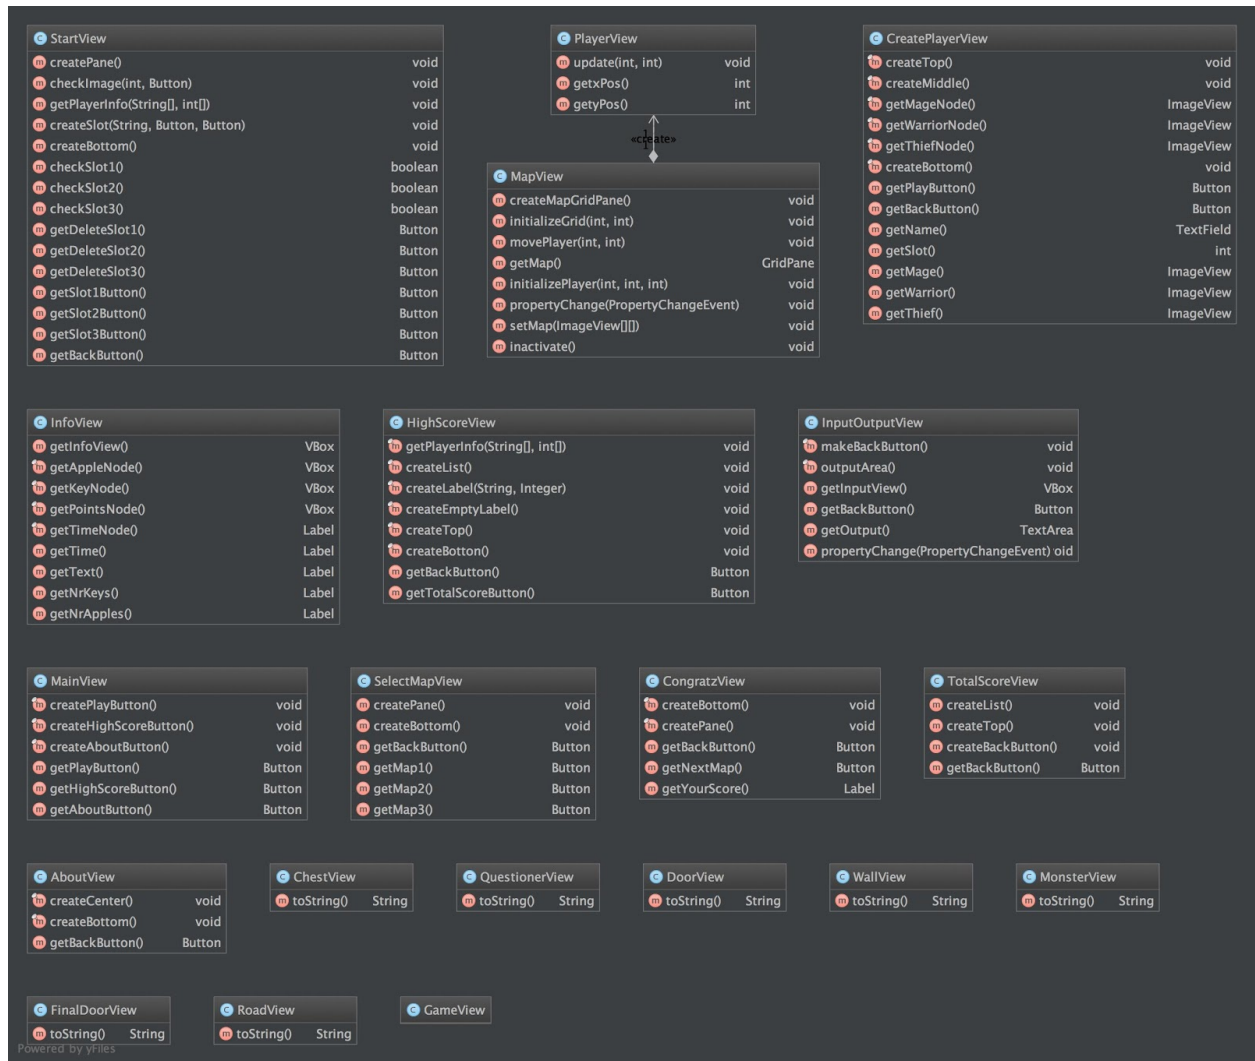 StartView
createPane() void
checkImage(int, Button) void
getPlayerInfo(String[], int[]) void
createSlot(String, Button, Button) void
createBottom() void
checkSlot1() boolean
checkSlot2() boolean
checkSlot3() boolean
getDeleteSlot1() Button
getDeleteSlot2() Button
getDeleteSlot3() Button
getSlot1Button() Button
getSlot2Button() Button
getSlot3Button() Button
getBackButton() Button
PlayerView
update(int, int) void
getxPos() int
getyPos() int
«create»
1
1
MapView
createMapGridPane() void
initializeGrid(int, int) void
movePlayer(int, int) void
getMap() GridPane
initializePlayer(int, int, int) void
propertyChange(PropertyChangeEvent) void
setMap(ImageView[][]) void
inactivate() void
CreatePlayerView
createTop() void
createMiddle() void
getMageNode() ImageView
getWarriorNode() ImageView
getThiefNode() ImageView
createBottom() void
getPlayButton() Button
getBackButton() Button
getName() TextField
getSlot() int
getMage() ImageView
getWarrior() ImageView
getThief() ImageView
InfoView
getInfoView() VBox
getAppleNode() VBox
getKeyNode() VBox
getPointsNode() VBox
getTimeNode() Label
getTime() Label
getText() Label
getNrKeys() Label
getNrApples() Label
HighScoreView
getPlayerInfo(String[], int[]) void
createList() void
createLabel(String, Integer) void
createEmptyLabel() void
createTop() void
createBotton() void
getBackButton() Button
getTotalScoreButton() Button
InputOutputView
makeBackButton() void
outputArea() void
getInputView() VBox
getBackButton() Button
getOutput() TextArea
propertyChange(PropertyChangeEvent) oid
MainView
createPlayButton() void
createHighScoreButton() void
createAboutButton() void
getPlayButton() Button
getHighScoreButton() Button
getAboutButton() Button
SelectMapView
createPane() void
createBottom() void
getBackButton() Button
getMap1() Button
getMap2() Button
getMap3() Button
CongratzView
createBottom() void
createPane() void
getBackButton() Button
getNextMap() Button
getYourScore() Label
TotalScoreView
createList() void
createTop() void
createBackButton() void
getBackButton() Button
AboutView
createCenter() void
createBottom() void
getBackButton() Button
ChestView
toString() String
QuestionerView
toString() String
DoorView
toString() String
WallView
toString() String
MonsterView
toString() String
FinalDoorView
toString() String
RoadView
toString() String
GameView
Powered by yFiles